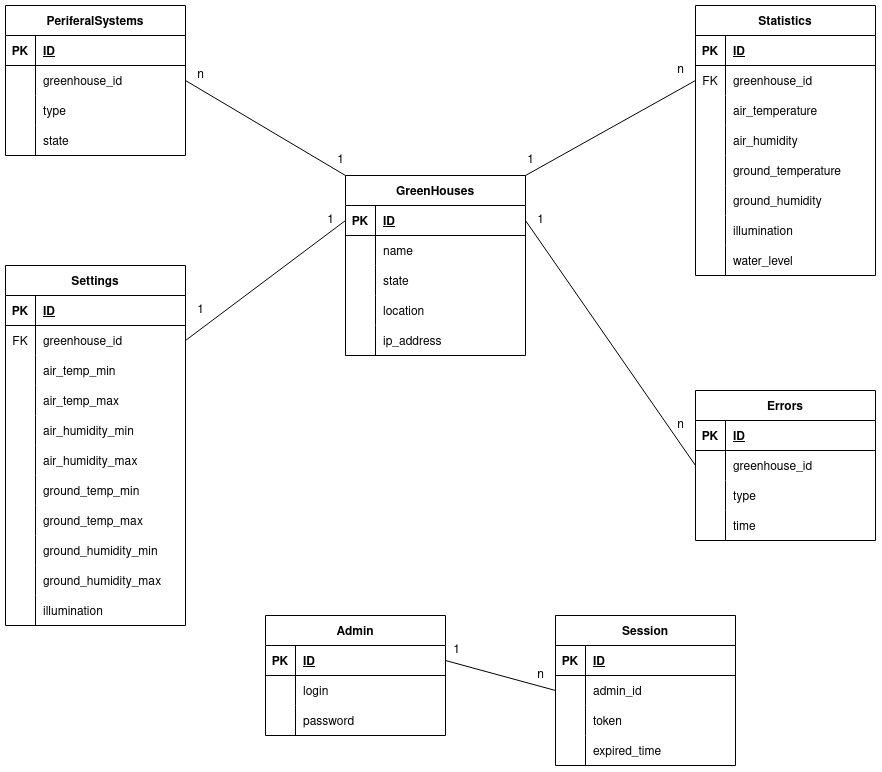 PeriferalSystems
PK ID
greenhouse_id
type
state
n
1
Statistics
PK ID
FK greenhouse_id
air_temperature
air_humidity
ground_temperature
ground_humidity
illumination
water_level
n
1
GreenHouses
PK ID
name
state
location
ip_address
1
1
Settings
PK ID
FK greenhouse_id
air_temp_min
air_temp_max
air_humidity_min
air_humidity_max
ground_temp_min
ground_temp_max
ground_humidity_min
ground_humidity_max
illumination
1
n
Errors
PK ID
greenhouse_id
type
time
Admin
PK ID
login
password
1
n
Session
PK ID
admin_id
token
expired_time